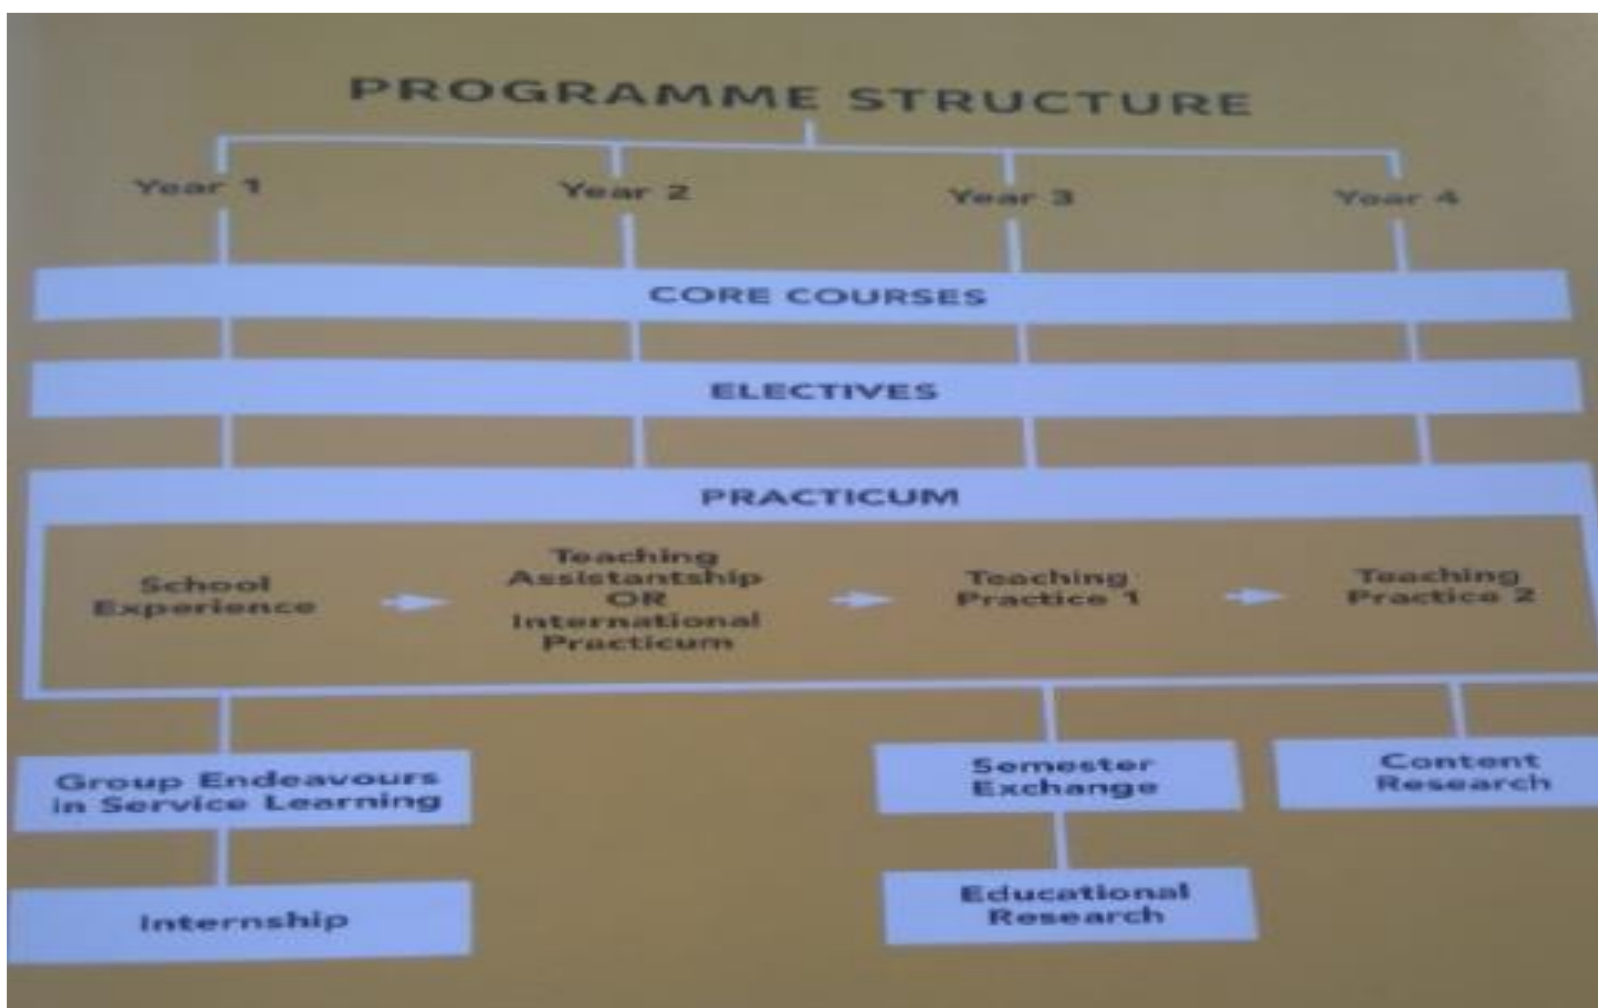 PROGRAMME STRUCTURE
Year 1
Year 2
Year 3
Year 4
CORE COURSES
ELECTIVES
PRACTICUM
School
Experience
Teaching
Assistantship
OR
International
Practicum
Teaching
Practice 1
Teaching
Practice 2
Group Endeavours
in Service Learning
Internship
Semester
Exchange
Educational
Research
Content
Research